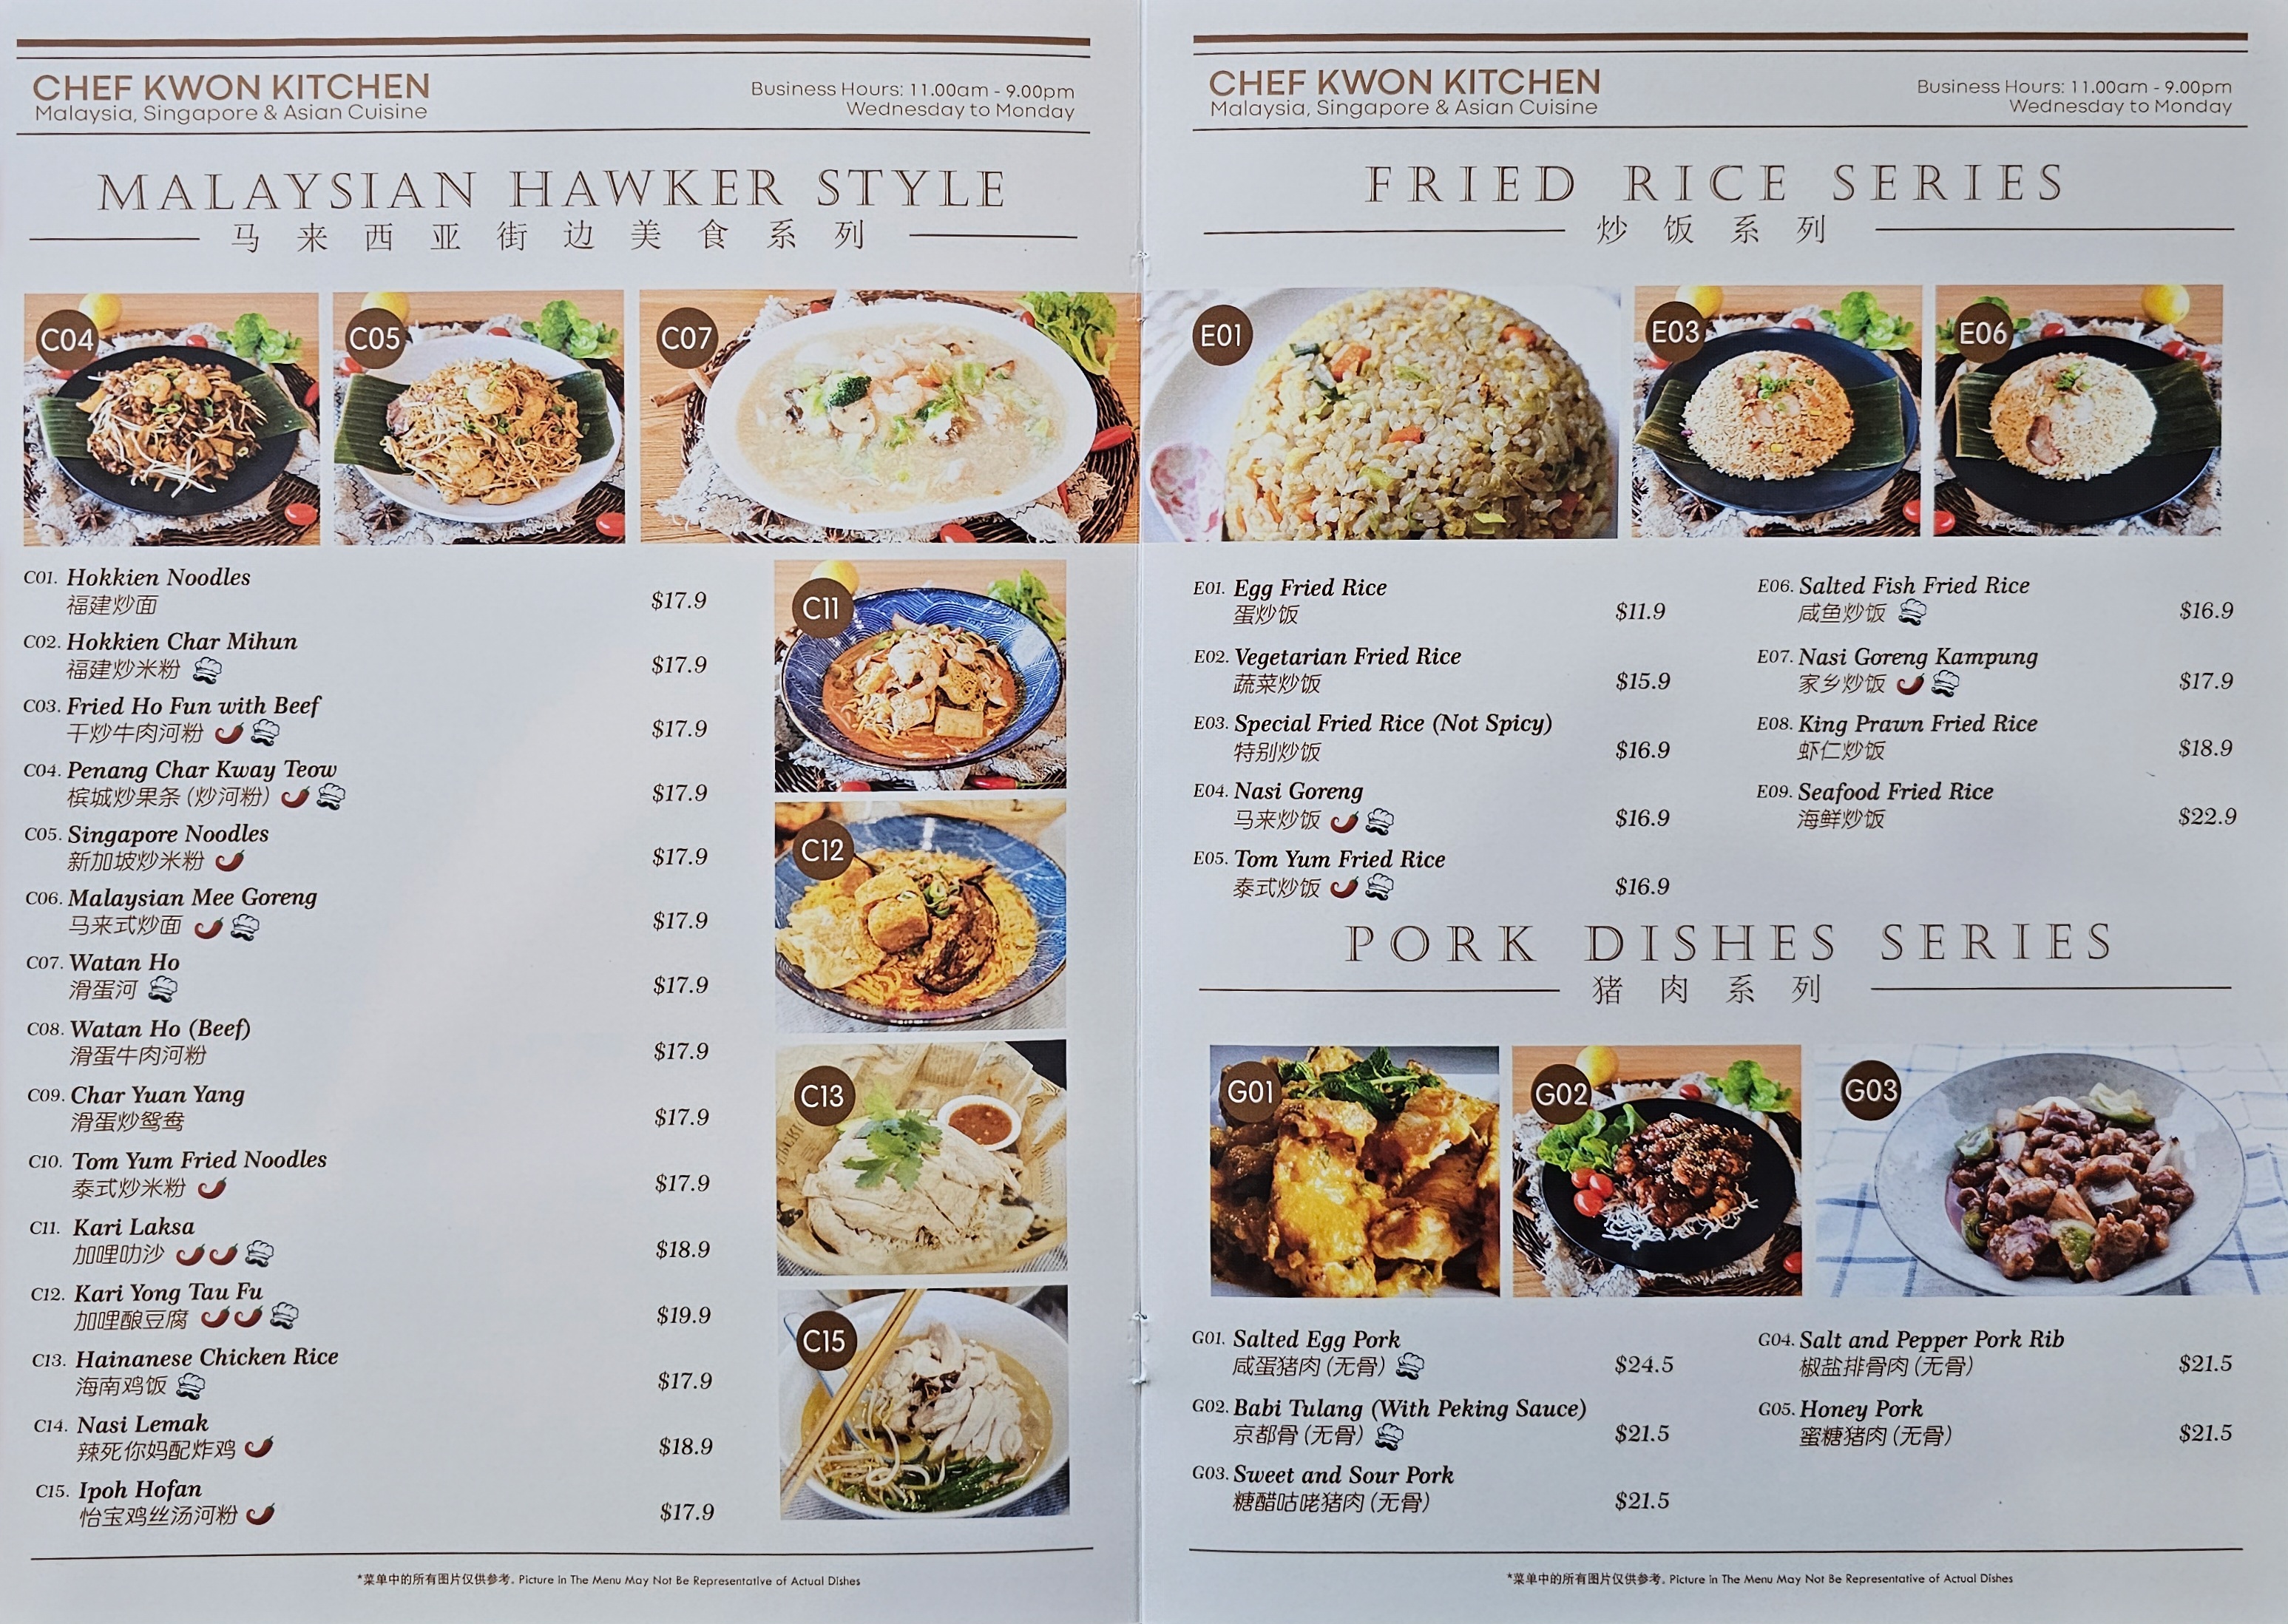 CHEF KWON KITCHEN
Malaysia, Singapore & Asian Cuisine
Business Hours: 11.00am - 9.00pm
Wednesday to Monday
MALAYSIAN HAWKER STYLE
马来西亚街边美食系列
C04
C05
C07
C01. Hokkien Noodles
福建炒面
$17.9
C02. Hokkien Char Mihun
福建炒米粉
$17.9
C03. Fried Ho Fun with Beef
干炒牛肉河粉
$17.9
C04. Penang Char Kway Teow
槟城炒果条 (炒河粉)
$17.9
C05. Singapore Noodles
新加坡炒米粉
$17.9
C06. Malaysian Mee Goreng
马来式炒面
$17.9
C07. Watan Ho
滑蛋河
$17.9
C08. Watan Ho (Beef)
滑蛋牛肉河粉
$17.9
C09. Char Yuan Yang
滑蛋炒鸳鸯
$17.9
C10. Tom Yum Fried Noodles
泰式炒米粉
$17.9
C11. Kari Laksa
加哩叻沙
$18.9
C12. Kari Yong Tau Fu
加哩酿豆腐
$19.9
C13. Hainanese Chicken Rice
海南鸡饭
$17.9
C14. Nasi Lemak
辣死你妈配炸鸡
$18.9
C15. Ipoh Hofan
怡宝鸡丝汤河粉
$17.9
C11
C12
C13
C15
*菜单中的所有图片仅供参考. Picture in The Menu May Not Be Representative of Actual Dishes
CHEF KWON KITCHEN
Malaysia, Singapore & Asian Cuisine
Business Hours: 11.00am - 9.00pm
Wednesday to Monday
FRIED RICE SERIES
炒饭系列
E01
E03
E06
E01. Egg Fried Rice
蛋炒饭
$11.9
E02. Vegetarian Fried Rice
蔬菜炒饭
$15.9
E03. Special Fried Rice (Not Spicy)
特别炒饭
$16.9
E04. Nasi Goreng
马来炒饭
$16.9
E05. Tom Yum Fried Rice
泰式炒饭
$16.9
E06. Salted Fish Fried Rice
咸鱼炒饭
$16.9
E07. Nasi Goreng Kampung
家乡炒饭
$17.9
E08. King Prawn Fried Rice
虾仁炒饭
$18.9
E09. Seafood Fried Rice
海鲜炒饭
$22.9
PORK DISHES SERIES
猪肉系列
G01
G02
G03
G01. Salted Egg Pork
咸蛋猪肉 (无骨)
$24.5
G02. Babi Tulang (With Peking Sauce)
京都骨 (无骨)
$21.5
G03. Sweet and Sour Pork
糖醋咕咾猪肉 (无骨)
$21.5
G04. Salt and Pepper Pork Rib
椒盐排骨肉 (无骨)
$21.5
G05. Honey Pork
蜜糖猪肉 (无骨)
$21.5
*菜单中的所有图片仅供参考. Picture in The Menu May Not Be Representative of Actual Dishes